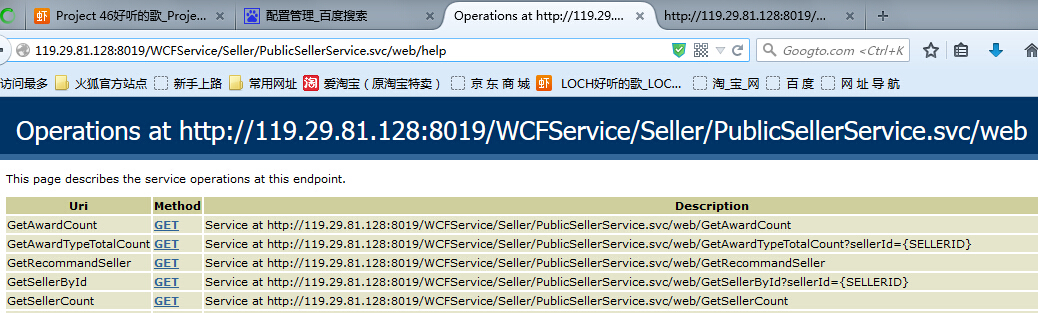 Project 46好听的歌_Proje...
配置管理_百度搜索
Operations at http://119.29....
http://119.29.81.128:8019/...
119.29.81.128:8019/WCFService/Seller/PublicSellerService.svc/web/help
Googto.com <Ctrl+K
访问最多 火狐官方站点 新手上路 常用网址 爱淘宝（原淘宝特卖） 京 东 商 城 LOCH好听的歌_LOC... 淘_宝_网 百 度 网 址 导 航
Operations at http://119.29.81.128:8019/WCFService/Seller/PublicSellerService.svc/web
This page describes the service operations at this endpoint.
Uri Method Description
GetAwardCount GET Service at http://119.29.81.128:8019/WCFService/Seller/PublicSellerService.svc/web/GetAwardCount
GetAwardTypeTotalCount GET Service at http://119.29.81.128:8019/WCFService/Seller/PublicSellerService.svc/web/GetAwardTypeTotalCount?sellerId={SELLERID}
GetRecommandSeller GET Service at http://119.29.81.128:8019/WCFService/Seller/PublicSellerService.svc/web/GetRecommandSeller
GetSellerById GET Service at http://119.29.81.128:8019/WCFService/Seller/PublicSellerService.svc/web/GetSellerById?sellerId={SELLERID}
GetSellerCount GET Service at http://119.29.81.128:8019/WCFService/Seller/PublicSellerService.svc/web/GetSellerCount